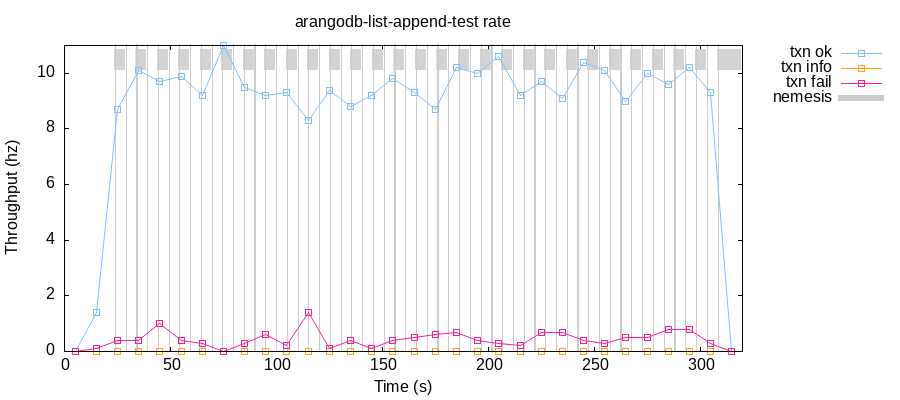 arangodb-list-append-test rate
txn ok
txn info
txn fail
nemesis
Throughput (hz)
10
8
6
4
2
0
0 50 100 150 200 250 300
Time (s)